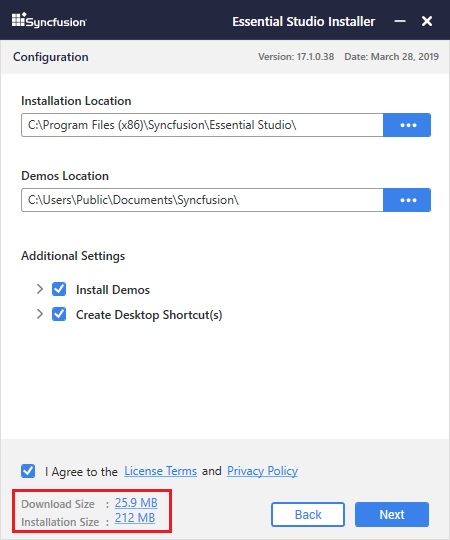 Syncfusion Essential Studio Installer
Configuration Version: 17.1.0.38 Date: March 28, 2019
Installation Location
C:\Program Files (x86)\Syncfusion\Essential Studio\
Demos Location
C:\Users\Public\Documents\Syncfusion\
Additional Settings
Install Demos
Create Desktop Shortcut(s)
I Agree to the License Terms and Privacy Policy
Download Size : 25.9 MB
Installation Size : 212 MB
Back Next